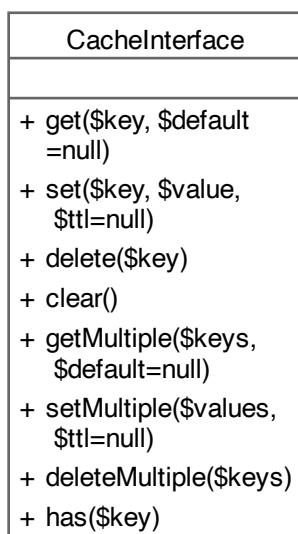 CacheInterface
+ get($key, $default
=null)
+ set($key, $value,
$ttl=null)
+ delete($key)
+ clear()
+ getMultiple($keys,
$default=null)
+ setMultiple($values,
$ttl=null)
+ deleteMultiple($keys)
+ has($key)